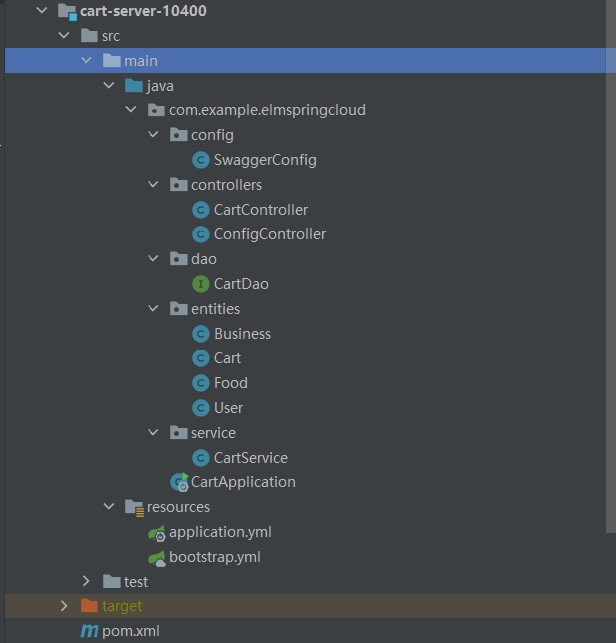 cart-server-10400
src
main
java
com.example.elmspringcloud
config
SwaggerConfig
controllers
CartController
ConfigController
dao
CartDao
entities
Business
Cart
Food
User
service
CartService
CartApplication
resources
application.yml
bootstrap.yml
test
target
pom.xml